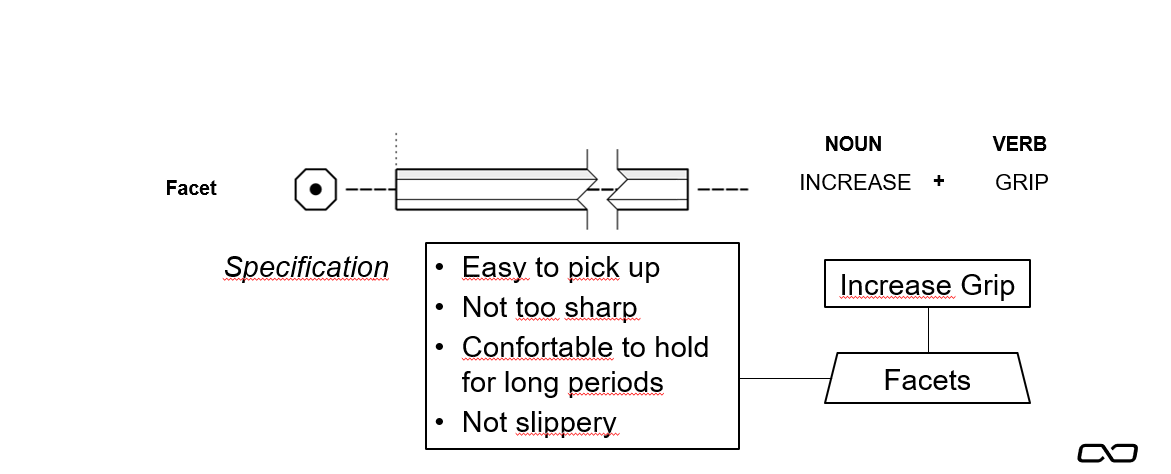 NOUN VERB
Facet INCREASE + GRIP
Specification
• Easy to pick up
• Not too sharp
• Confortable to hold
for long periods
• Not slippery
Increase Grip
Facets